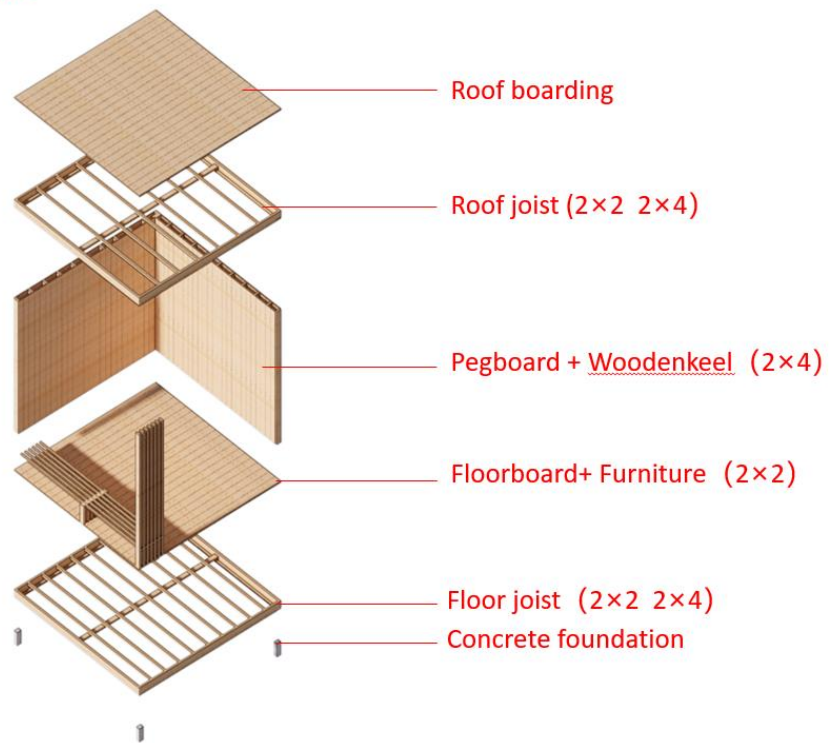 Roof boarding
Roof joist (2×2 2×4)
Pegboard + Woodenkeel (2×4)
Floorboard+ Furniture (2×2)
Floor joist (2×2 2×4)
Concrete foundation